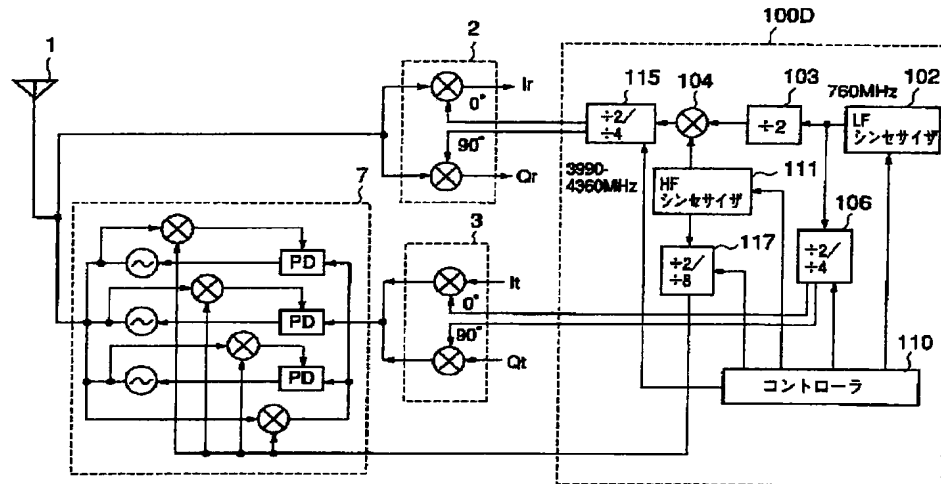 100D
1
2
115
104
103
102
760MHz
Ir
0°
÷2/
÷4
÷2
LF
シンセサイザ
90°
Qr
3990-
4360MHz
111
HF
シンセサイザ
7
3
117
106
÷2/
÷8
÷2/
÷4
PD
It
0°
PD
90°
Qt
110
PD
コントローラ